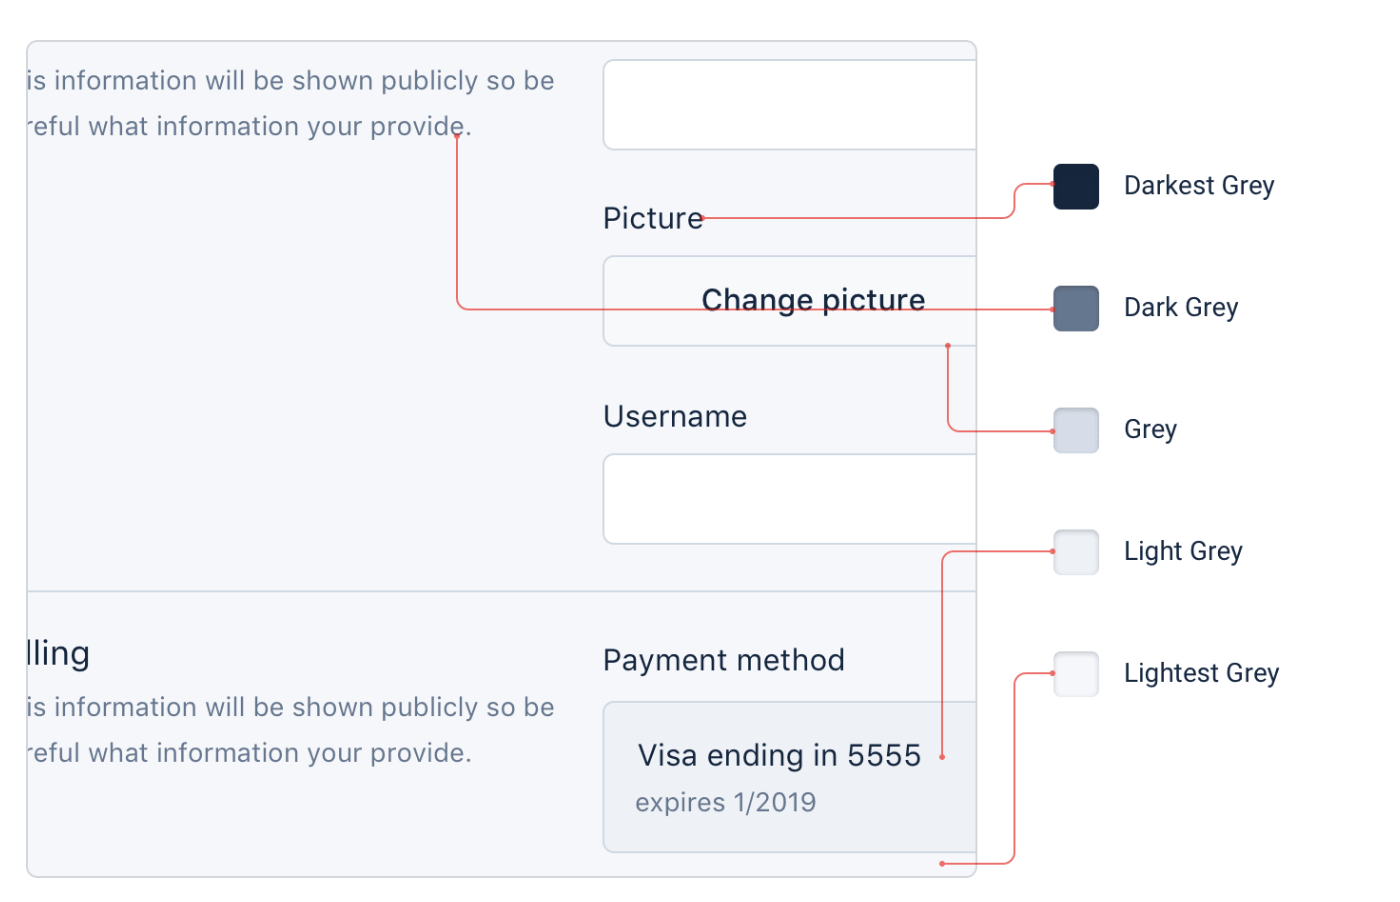 is information will be shown publicly so be
reful what information your provide.
Picture
Change picture
Username
lling
is information will be shown publicly so be
reful what information your provide.
Payment method
Visa ending in 5555
expires 1/2019
Darkest Grey
Dark Grey
Grey
Light Grey
Lightest Grey